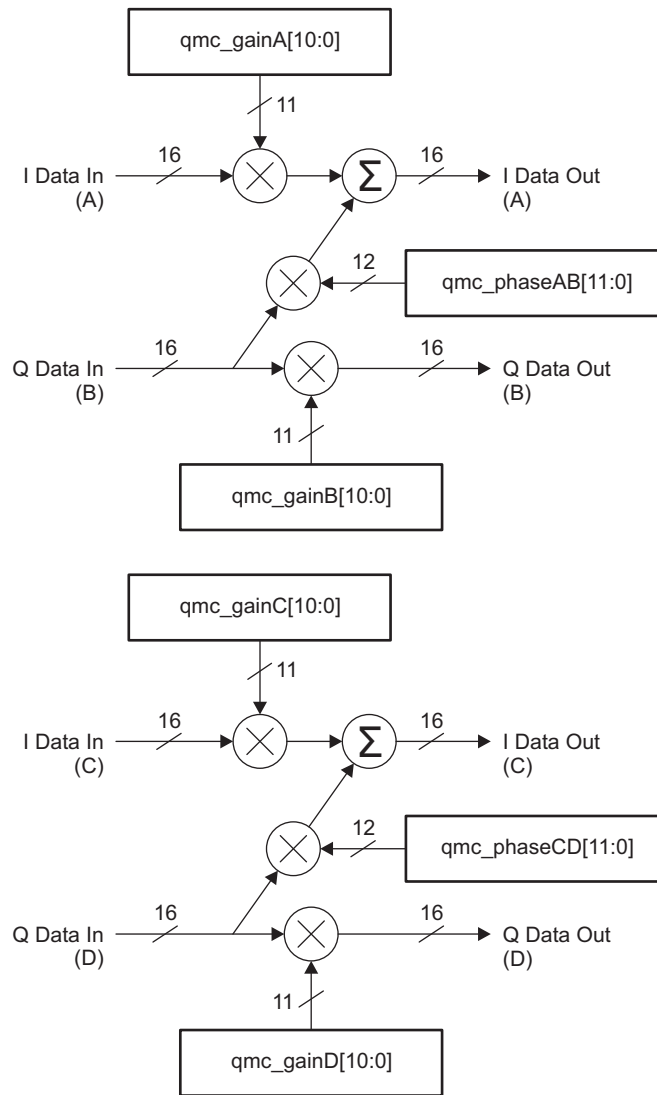 qmc_gainA[10:0]
11
16
16
I Data In
Σ
I Data Out
(A)
(A)
12
qmc_phaseAB[11:0]
16
16
Q Data In
Q Data Out
(B)
(B)
11
qmc_gainB[10:0]
qmc_gainC[10:0]
11
16
16
I Data In
Σ
I Data Out
(C)
(C)
12
qmc_phaseCD[11:0]
16
16
Q Data In
Q Data Out
(D)
(D)
11
qmc_gainD[10:0]